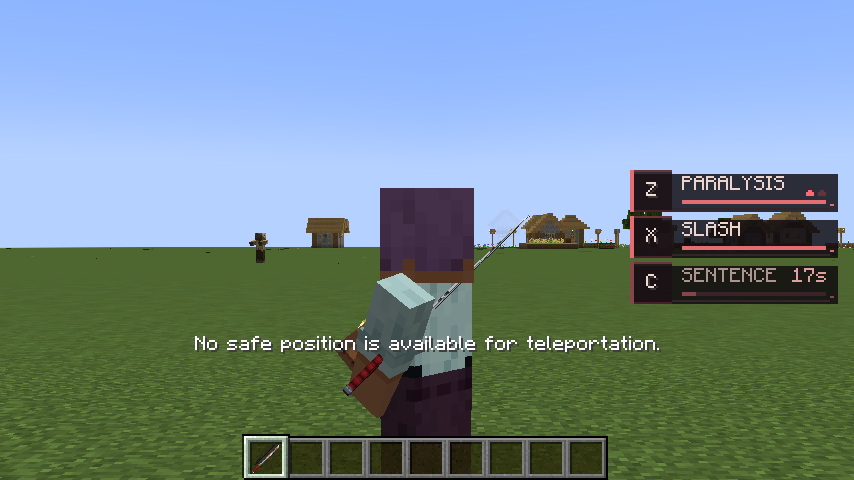 Z PARALYSIS
X SLASH
C SENTENCE 17s
No safe position is available for teleportation.